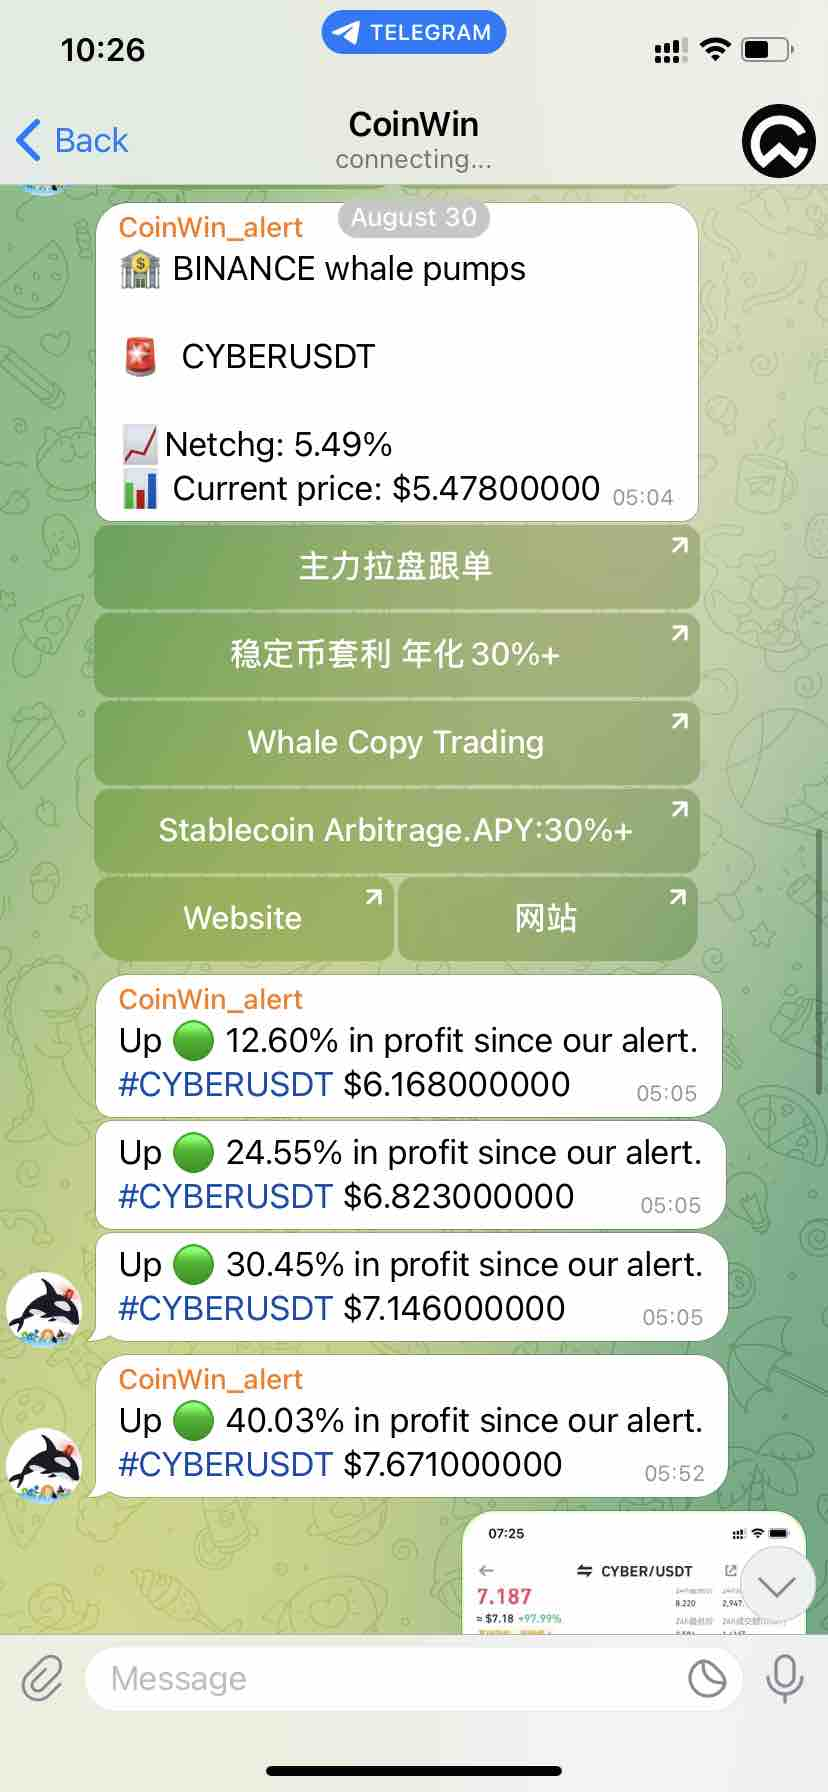 10:26
TELEGRAM
Back
CoinWin
connecting...
August 30
CoinWin_alert
BINANCE whale pumps
CYBERUSDT
Netchg: 5.49%
Current price: $5.47800000 05:04
主力拉盘跟单
稳定币套利 年化30%+
Whale Copy Trading
Stablecoin Arbitrage.APY:30%+
Website
网站
CoinWin_alert
Up 12.60% in profit since our alert.
#CYBERUSDT $6.168000000 05:05
Up 24.55% in profit since our alert.
#CYBERUSDT $6.823000000 05:05
Up 30.45% in profit since our alert.
#CYBERUSDT $7.146000000 05:05
CoinWin_alert
Up 40.03% in profit since our alert.
#CYBERUSDT $7.671000000 05:52
07:25
CYBER/USDT
7.187
≈ $7.18 +97.99%
8.220 2,947.
Message